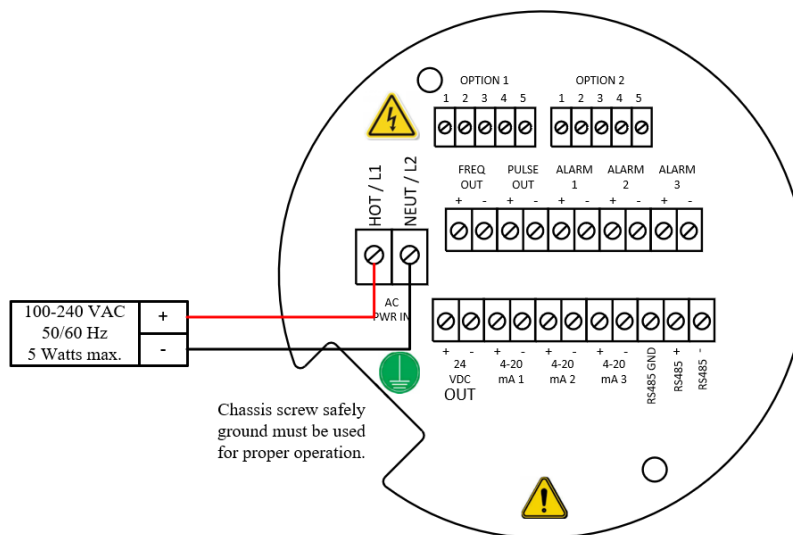 OPTION 1
OPTION 2
1 2 3 4 5
1 2 3 4 5
HOT / L1
NEUT / L2
FREQ OUT
PULSE OUT
ALARM 1
ALARM 2
ALARM 3
+ - + - + - + - + -
AC
PWR IN
100-240 VAC
50/60 Hz
5 Watts max.
+
-
+ - + - + - + -
24
VDC
OUT
4-20
mA 1
4-20
mA 2
4-20
mA 3
RS485 GND
RS485 +
RS485 -
Chassis screw safely
ground must be used
for proper operation.